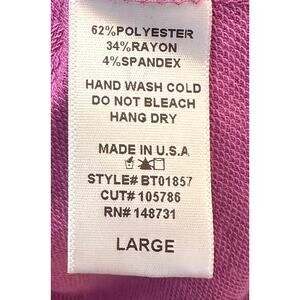 62%POLYESTER
34%RAYON
4%SPANDEX
HAND WASH COLD
DO NOT BLEACH
HANG DRY
MADE IN U.S.A
STYLE# BT01857
CUT# 105786
RN# 148731
LARGE